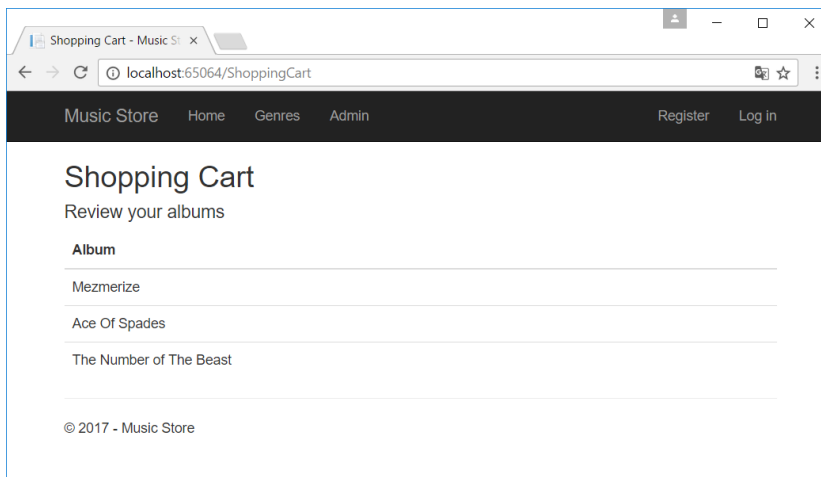 Shopping Cart - Music St
localhost:65064/ShoppingCart
Music Store Home Genres Admin Register Log in
Shopping Cart
Review your albums
Album
Mezmerize
Ace Of Spades
The Number of The Beast
© 2017 - Music Store